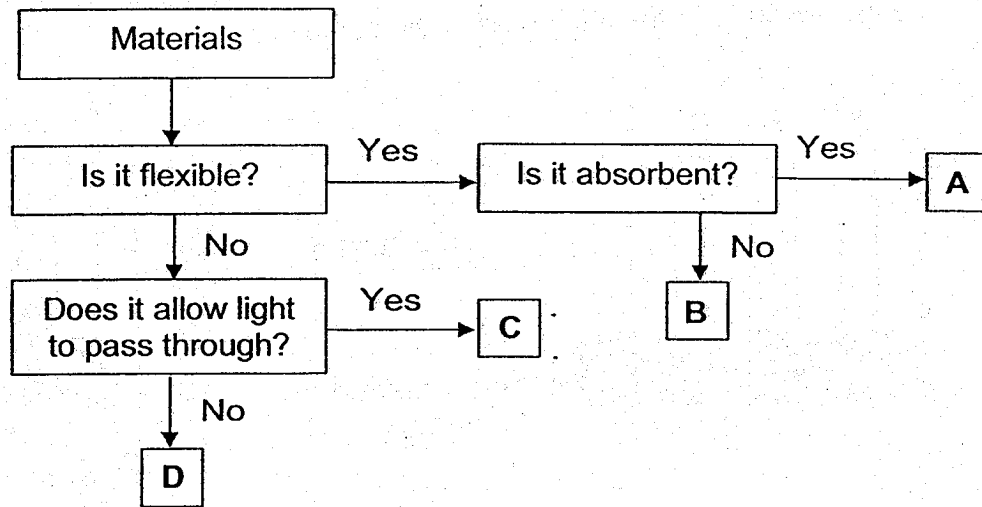 Materials
Is it flexible?
Yes
Is it absorbent?
Yes
A
No
No
B
Does it allow light
to pass through?
Yes
C
No
D